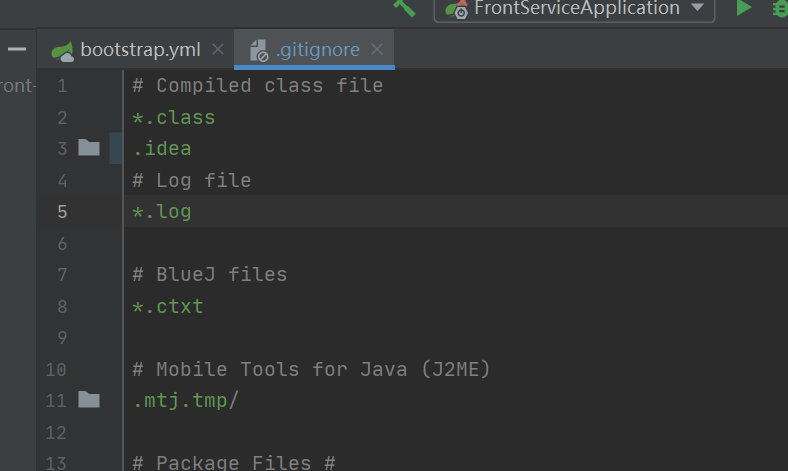 FrontServiceApplication
bootstrap.yml
.gitignore
ront-
1 # Compiled class file
2 *.class
3 .idea
4 # Log file
5 *.log
6
7 # BlueJ files
8 *.ctxt
9
10 # Mobile Tools for Java (J2ME)
11 .mtj.tmp/
12
13 # Package Files #